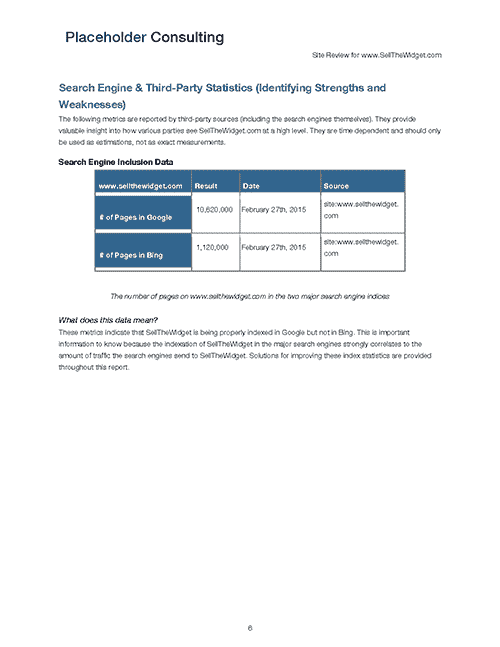 Placeholder Consulting
Site Review for www.SellTheWidget.com
Search Engine & Third-Party Statistics (Identifying Strengths and
Weaknesses)
The following metrics are reported by third-party sources (including the search engines themselves). They provide
valuable insight into how various parties see SellTheWidget.com at a high level. They are time dependent and should only
be used as estimations, not as exact measurements.
Search Engine Inclusion Data
www.sellthewidget.com Result Date Source
# of Pages in Google 10,620,000 February 27th, 2015 site:www.sellthewidget.
com
# of Pages in Bing 1,120,000 February 27th, 2015 site:www.sellthewidget.
com
The number of pages on www.sellthewidget.com in the two major search engine indices
What does this data mean?
These metrics indicate that SellTheWidget is being properly indexed in Google but not in Bing. This is important
information to know because the indexation of SellTheWidget in the major search engines strongly correlates to the
amount of traffic the search engines send to SellTheWidget. Solutions for improving these index statistics are provided
throughout this report.
6